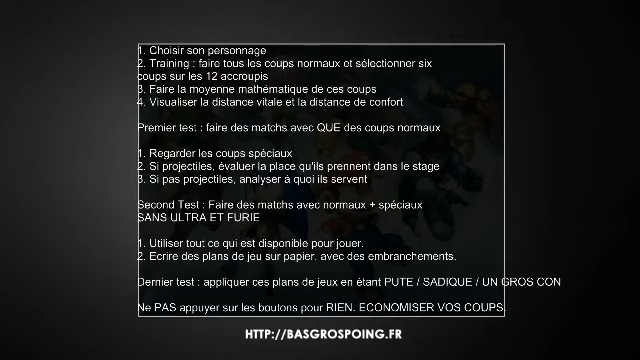 1. Choisir son personnage
2. Training : faire tous les coups normaux et sélectionner six
coups sur les 12 accroupis
3. Faire la moyenne mathématique de ces coups
4. Visualiser la distance vitale et la distance de confort
Premier test : faire des matchs avec QUE des coups normaux
1. Regarder les coups spéciaux
2. Si projectiles, évaluer la place qu'ils prennent dans le stage
3. Si pas projectiles, analyser à quoi ils servent
Second Test : Faire des matchs avec normaux + spéciaux
SANS ULTRA ET FURIE
1. Utiliser tout ce qui est disponible pour jouer.
2. Ecrire des plans de jeu sur papier. avec des embranchements.
Dernier test : appliquer ces plans de jeux en étant PUTE / SADIQUE / UN GROS CON
Ne PAS appuyer sur les boutons pour RIEN. ECONOMISER VOS COUPS.
HTTP://BASGROSPOING.FR